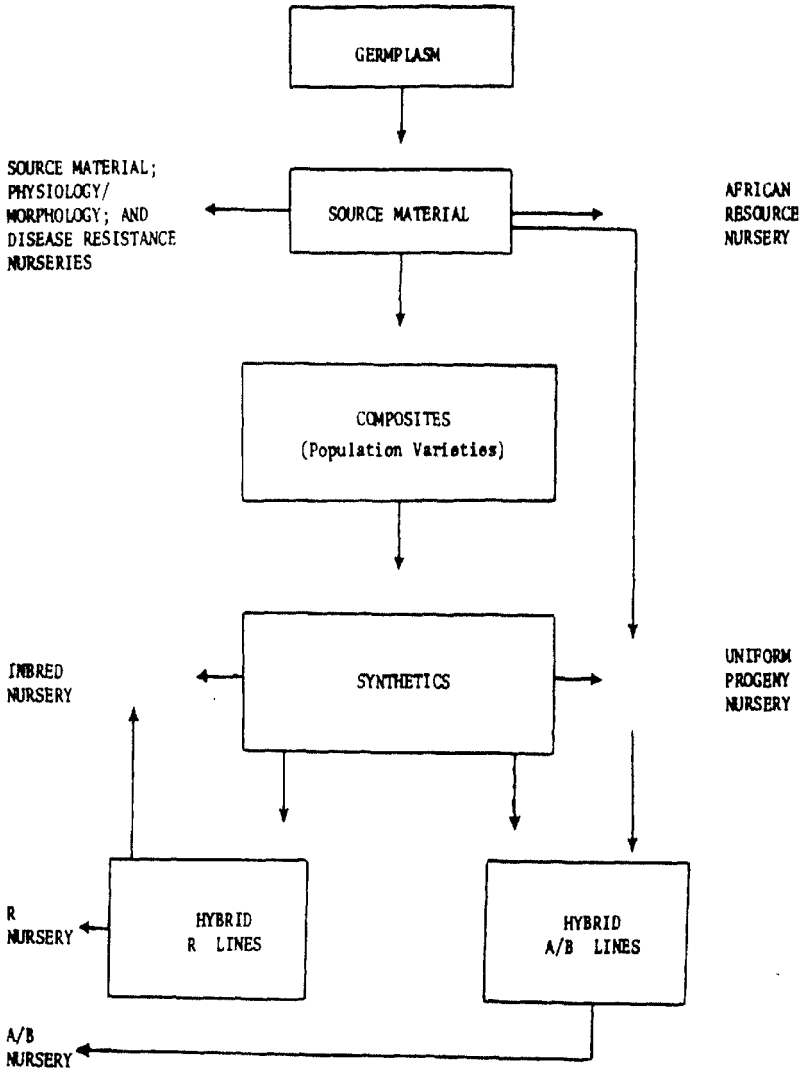 GERMPLASM
SOURCE MATERIAL;
PHYSIOLOGY/
MORPHOLOGY; AND
DISEASE RESISTANCE
NURSERIES
SOURCE MATERIAL
AFRICAN
RESOURCE
NURSERY
COMPOSITES
(Population Varieties)
INBRED
NURSERY
SYNTHETICS
UNIFORM
PROGENY
NURSERY
R
NURSERY
HYBRID
R LINES
HYBRID
A/B LINES
A/B
NURSERY